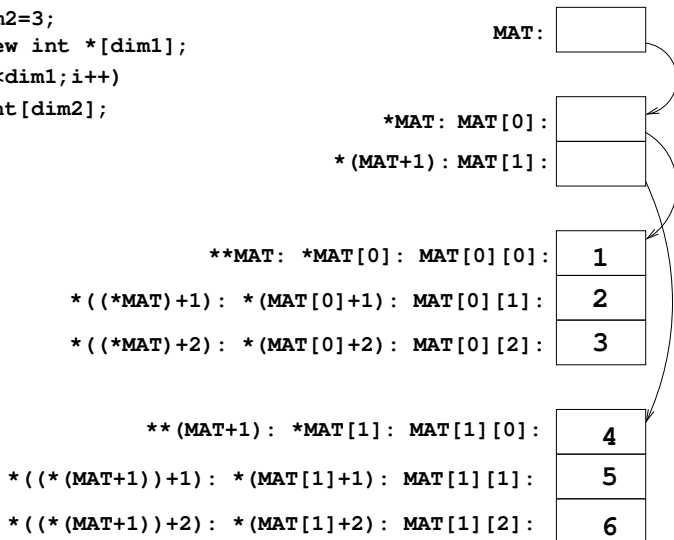 m2=3;
ew int *[dim1];
<dim1;i++)
nt[dim2];
MAT:
*MAT: MAT[0]:
*(MAT+1): MAT[1]:
**MAT: *MAT[0]: MAT[0][0]: 1
*((*MAT)+1): *(MAT[0]+1): MAT[0][1]: 2
*((*MAT)+2): *(MAT[0]+2): MAT[0][2]: 3
**(MAT+1): *MAT[1]: MAT[1][0]: 4
*((*(MAT+1))+1): *(MAT[1]+1): MAT[1][1]: 5
*((*(MAT+1))+2): *(MAT[1]+2): MAT[1][2]: 6